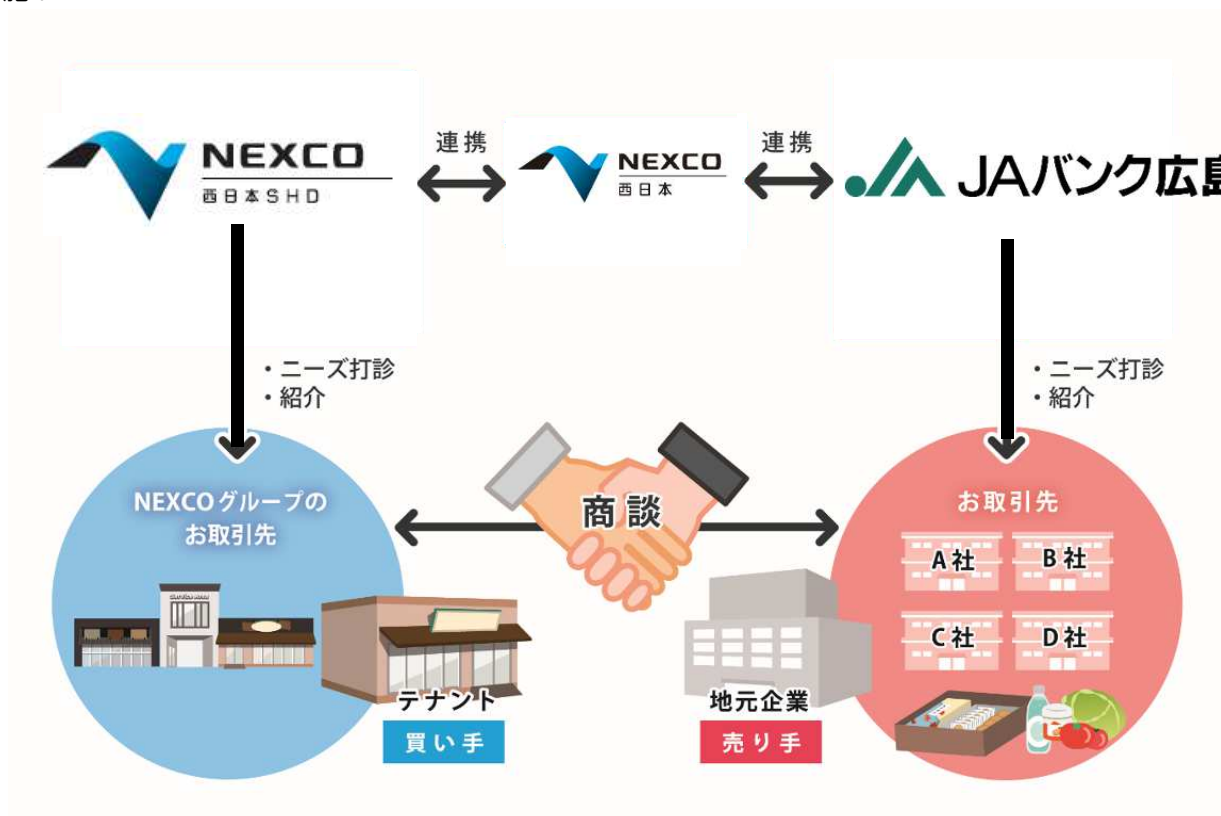 NEXCO
西日本SHD
連携
NEXCO
西日本
連携
JAバンク広島
・ニーズ打診
・紹介
・ニーズ打診
・紹介
NEXCOグループの
お取引先
商談
お取引先
A社
B社
C社
D社
テナント
買い手
地元企業
売り手